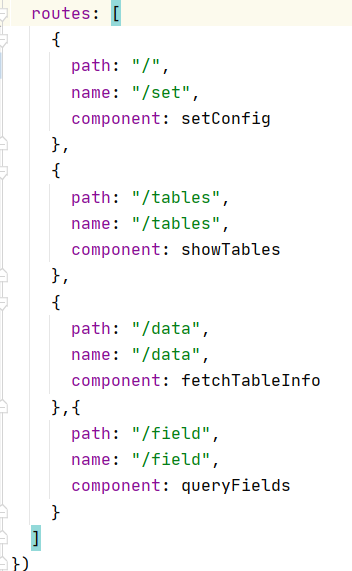 routes: [
{
path: "/",
name: "/set",
component: setConfig
},
{
path: "/tables",
name: "/tables",
component: showTables
},
{
path: "/data",
name: "/data",
component: fetchTableInfo
},{
path: "/field",
name: "/field",
component: queryFields
}
]
})